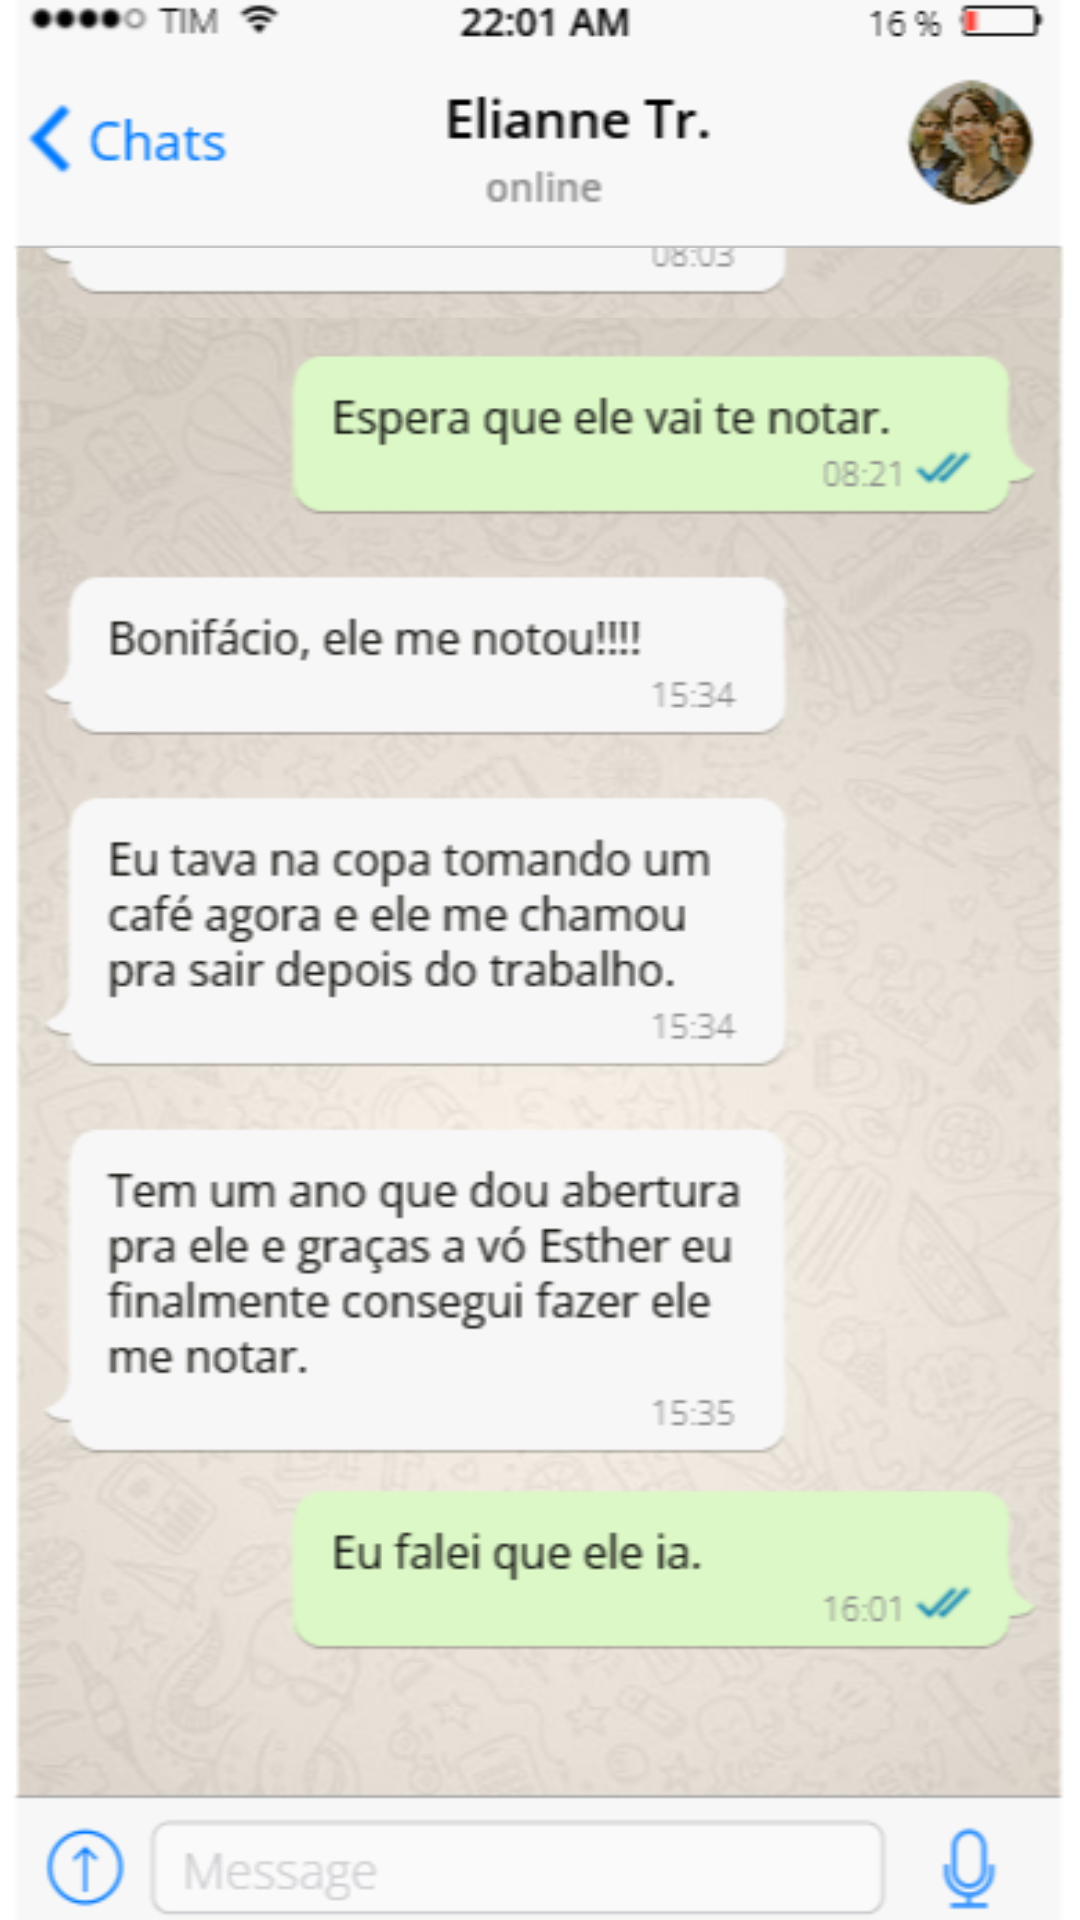 TIM 22:01 AM 16 %
Chats
Elianne Tr.
online
08:03
Espera que ele vai te notar.
08:21
Bonifácio, ele me notou!!!!
15:34
Eu tava na copa tomando um
café agora e ele me chamou
pra sair depois do trabalho.
15:34
Tem um ano que dou abertura
pra ele e graças a vó Esther eu
finalmente consegui fazer ele
me notar.
15:35
Eu falei que ele ia.
16:01
Message